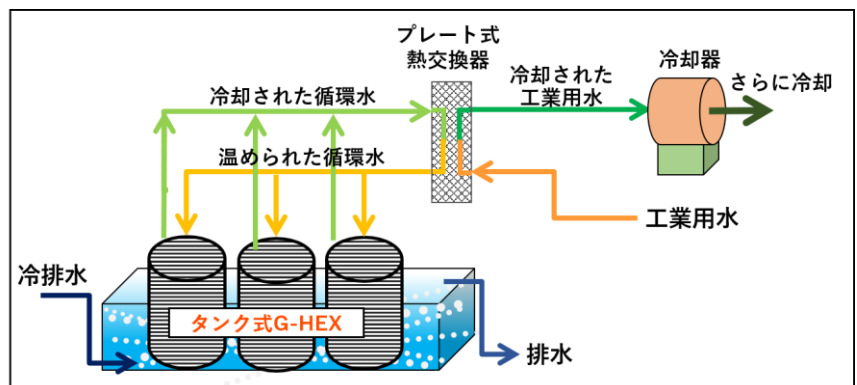 プレート式
熱交換器
冷却器
冷却された
工業用水
さらに冷却
冷却された循環水
温められた循環水
工業用水
冷排水
タンク式G-HEX
排水